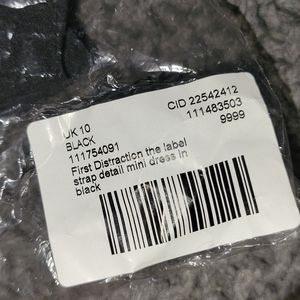 UK 10
BLACK
111754091
First Distraction the label
strap detail mini dress in
black
CID 22542412
111483503
9999